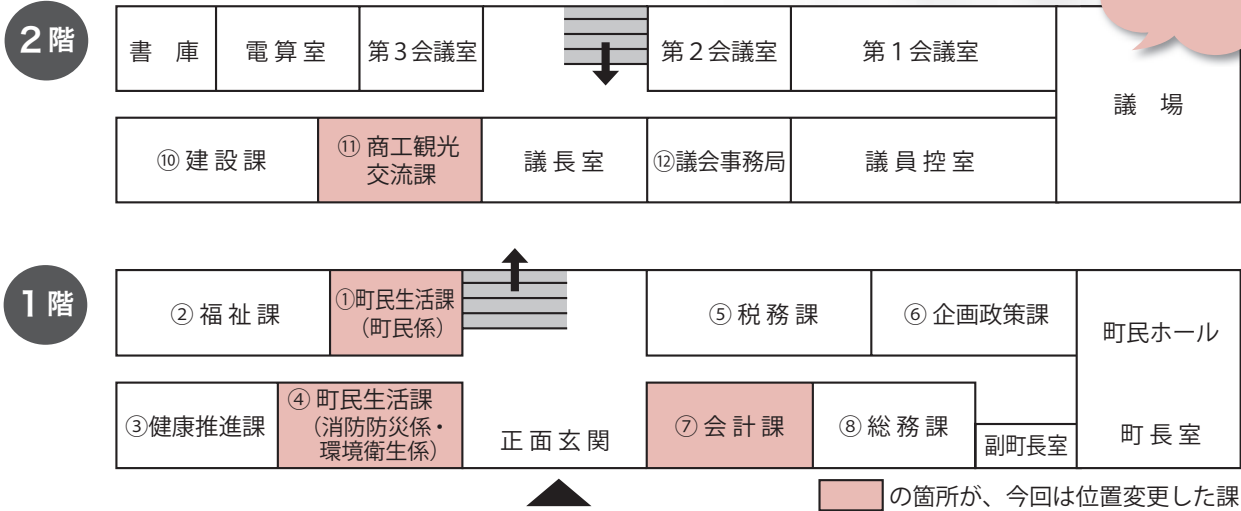 2階
書　庫
電 算 室
第３会議室
第２会議室
第１会議室
議　場
⑩ 建 設 課
⑪ 商工観光
交流課
議 長 室
⑫議会事務局
議 員 控 室
1階
② 福 祉 課
①町民生活課
（町民係）
⑤ 税 務 課
⑥ 企画政策課
町民ホール
③健康推進課
④ 町民生活課
（消防防災係・
環境衛生係）
正 面 玄 関
⑦ 会 計 課
⑧ 総 務 課
副町長室
町 長 室
の箇所が、今回は位置変更した課